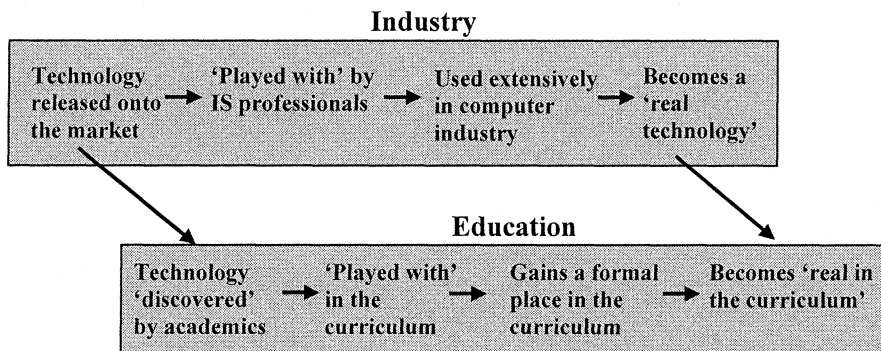 Industry
Technology
released onto
the market
'Played with' by
IS professionals
Used extensively
in computer
industry
Becomes a
'real
technology'
Education
Technology
'discovered'
by academics
'Played with'
in the
curriculum
Gains a formal
place in the
curriculum
Becomes 'real in
the curriculum'